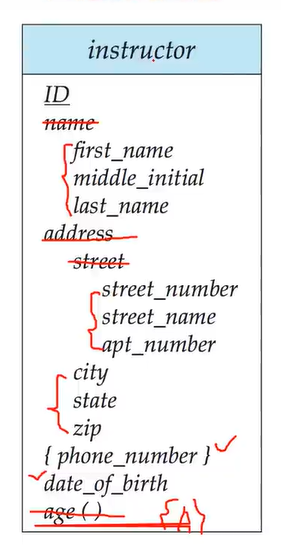 instructor
ID
name
first_name
middle_initial
last_name
address
street
street_number
street_name
apt_number
city
state
zip
{ phone_number }
date_of_birth
age ( )